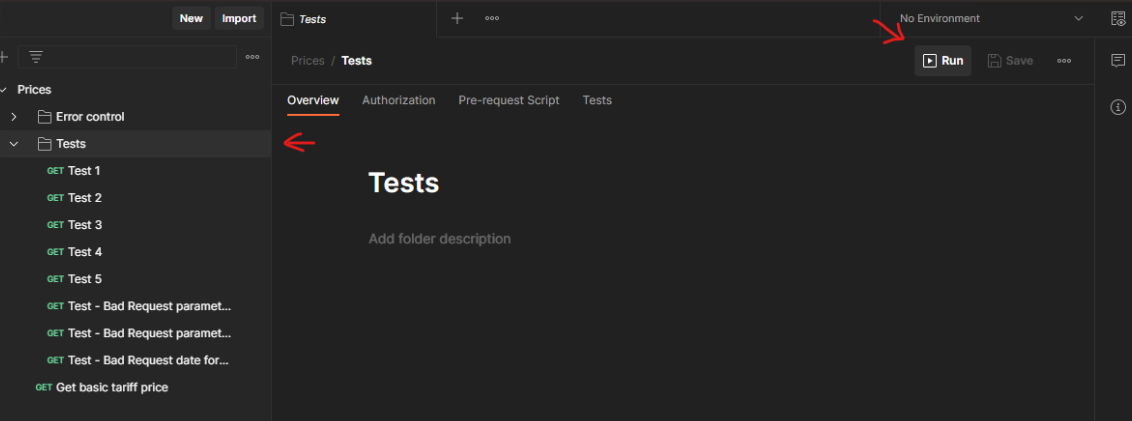 New Import
Tests
No Environment
Prices / Tests
Run
Save
Overview Authorization Pre-request Script Tests
Prices
Error control
Tests
GET Test 1
GET Test 2
GET Test 3
GET Test 4
GET Test 5
GET Test - Bad Request paramet...
GET Test - Bad Request paramet...
GET Test - Bad Request date for...
GET Get basic tariff price
Tests
Add folder description